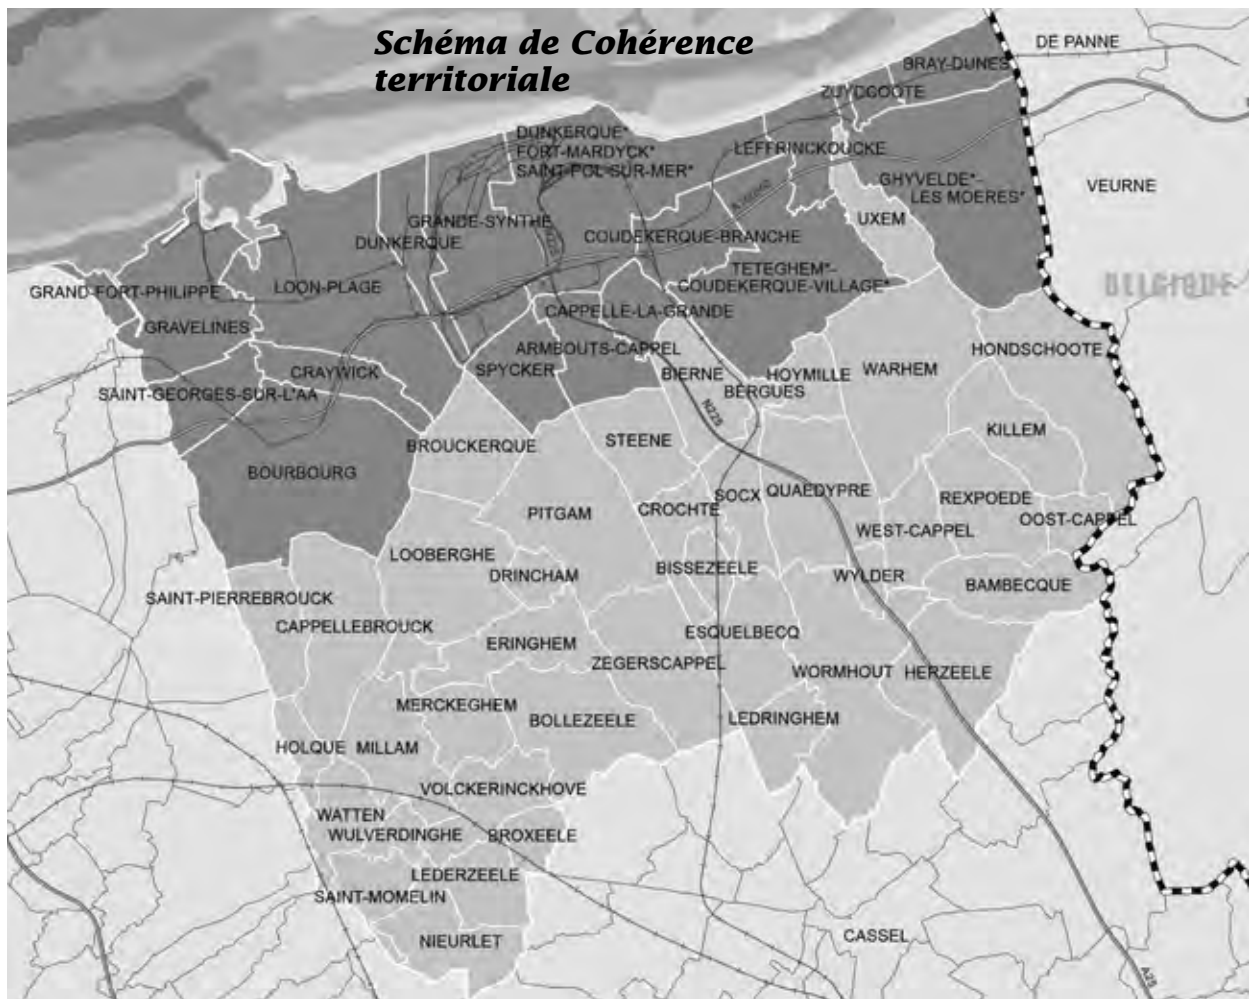 Schéma de Cohérence
territoriale
DE PANNE
BRAY-DUNES
ZUYDCOOTE
DUNKERQUE*
FORT-MARDYCK*
SAINT-POL-SUR-MER*
LEFFRINCKOUCKE
GHYVELDE*-
LES MOERES*
VEURNE
UXEM
GRANDE-SYNTHE
DUNKERQUE
COUDEKERQUE-BRANCHE
TETEGHEM*-
COUDEKERQUE-VILLAGE*
BELGIQUE
GRAND-FORT-PHILIPPE
LOON-PLAGE
CAPPELLE-LA-GRANDE
GRAVELINES
ARMBOUTS-CAPPEL
HONDSCHOOTE
CRAYWICK
SPYCKER
BIERNE
HOYMILLE
WARHEM
SAINT-GEORGES-SUR-L'AA
BERGUES
N225
KILLEM
BROUCKERQUE
STEENE
BOURBOURG
SOCX
QUAEDYPRE
REXPOEDE
PITGAM
CROCHTE
OOST-CAPPEL
WEST-CAPPEL
LOOBERGHE
DRINCHAM
BISSEZEELE
WYLDER
BAMBECQUE
SAINT-PIERREBROUCK
CAPPELLEBROUCK
ERINGHEM
ESQUELBECQ
ZEGERSCAPPEL
WORMHOUT
HERZEELE
MERCKEGHEM
BOLLEZEELE
LEDRINGHEM
HOLQUE
MILLAM
VOLCKERINCKHOVE
WATTEN
WULVERDINGHE
BROXEELE
LEDERZEELE
SAINT-MOMELIN
NIEURLET
CASSEL
A25